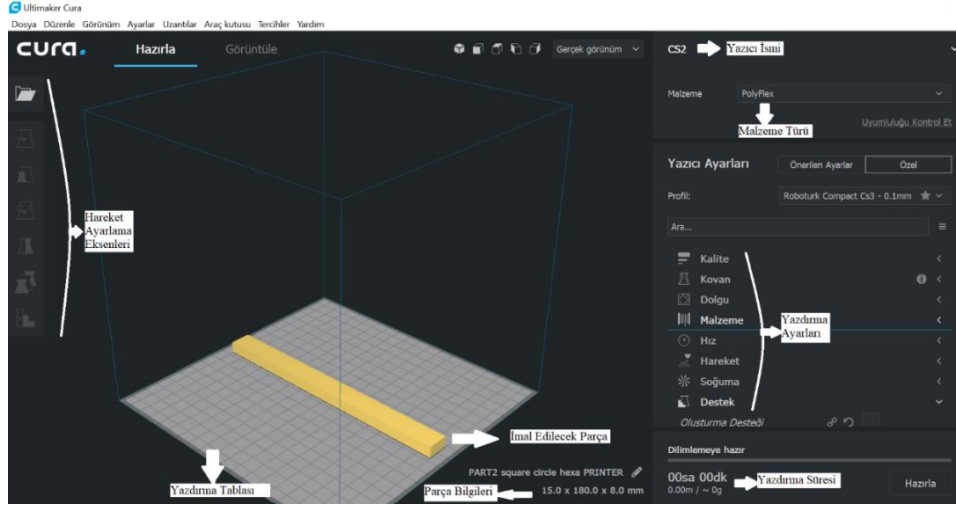 Ultimaker Cura
Dosya Düzenle Görünüm Ayarlar Uzantılar Araç kutusu Tercihler Yardım
cura.
Hazırla
Görüntüle
Gerçek görünüm
CS2
Yazıcı İsmi
Malzeme
PolyFlex
Malzeme Türü
Uyumluluğu Kontrol Et
Yazıcı Ayarları
Önerilen Ayarlar
Özel
Profil:
Roboturk Compact Cs3 - 0.1mm
Ara...
Hareket
Ayarlama
Eksenleri
Kalite
Kovan
Dolgu
Malzeme
Hız
Hareket
Soğuma
Destek
Oluşturma Desteği
Yazdırma
Ayarları
İmal Edilecek Parça
Yazdırma Tablası
PART2 square circle hexa PRINTER
Parça Bilgileri
15.0 x 180.0 x 8.0 mm
Dilimlemeye hazır
00sa 00dk
0.00m / ~ 0g
Yazdırma Süresi
Hazırla